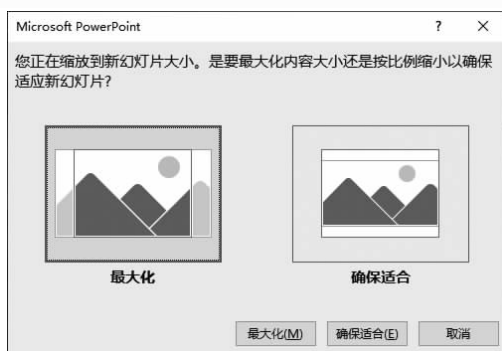 Microsoft PowerPoint ? ×
您正在缩放到新幻灯片大小。是要最大化内容大小还是按比例缩小以确保
适应新幻灯片?
最大化 确保适合
最大化(M) 确保适合(E) 取消